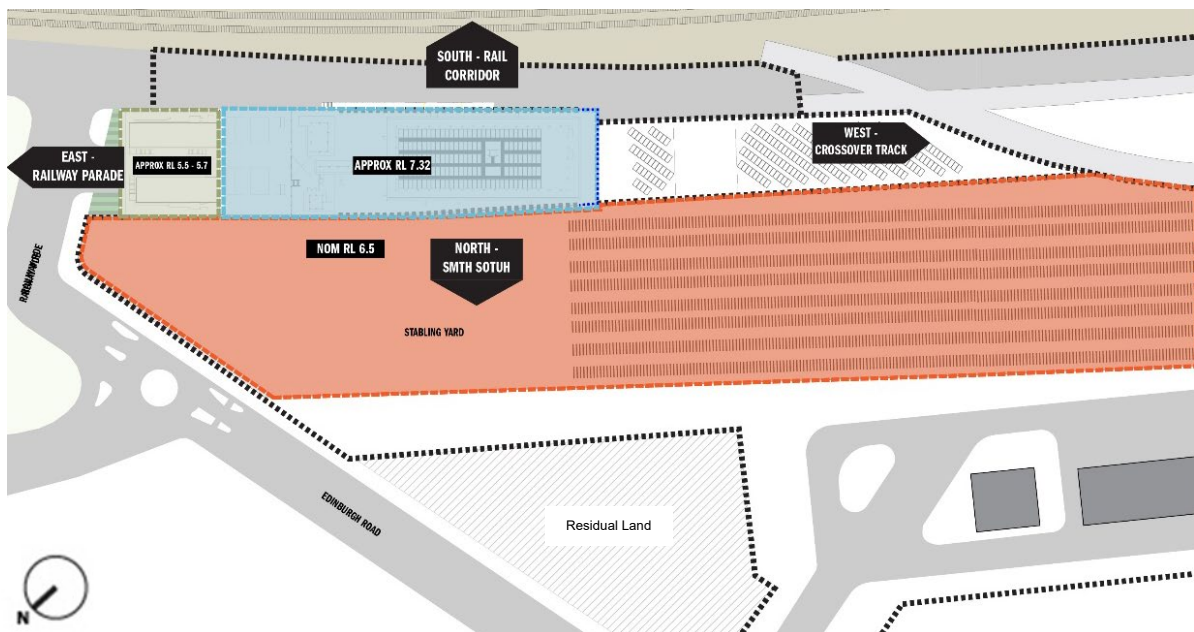 SOUTH - RAIL
CORRIDOR
WEST -
CROSSOVER TRACK
EAST -
RAILWAY PARADE
APPROX RL 5.5 - 5.7
APPROX RL 7.32
NOM RL 6.5
NORTH -
SMTH SOTUH
STABLING YARD
EDINBURGH ROAD
Residual Land
N